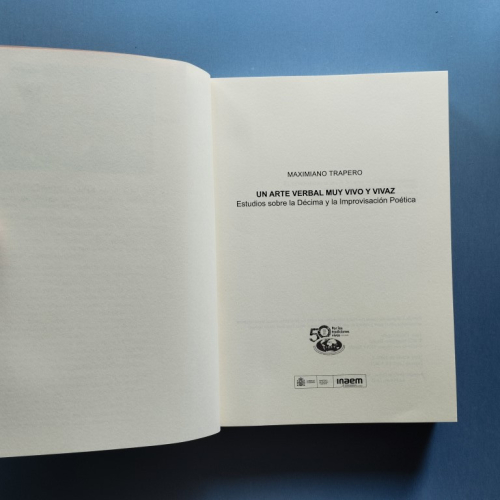 MAXIMIANO TRAPERO
UN ARTE VERBAL MUY VIVO Y VIVAZ
Estudios sobre la Décima y la Improvisación Poética
50
inaem